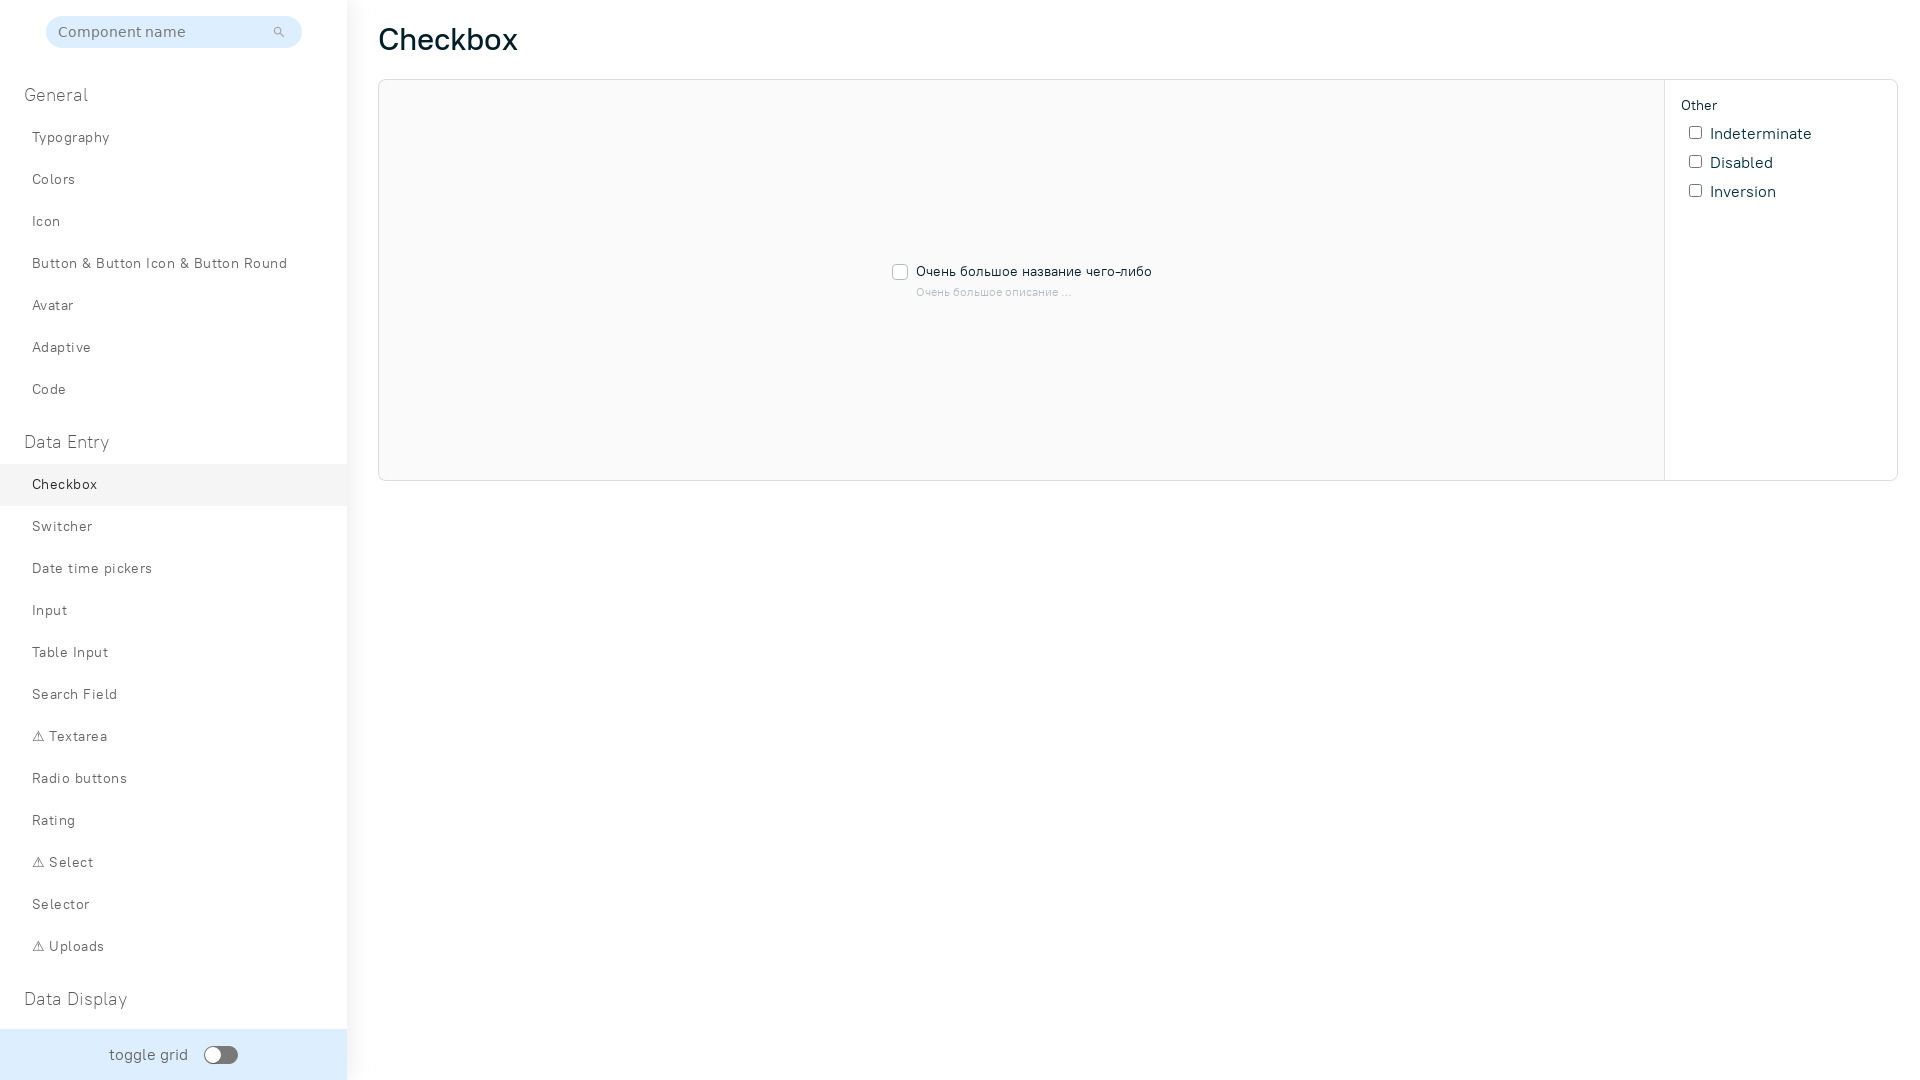 Component name
General
Typography
Colors
Icon
Button & Button Icon & Button Round
Avatar
Adaptive
Code
Data Entry
Checkbox
Switcher
Date time pickers
Input
Table Input
Search Field
⚠ Textarea
Radio buttons
Rating
⚠ Select
Selector
⚠ Uploads
Data Display
toggle grid
Checkbox
Очень большое название чего-либо
Очень большое описание ...
Other
Indeterminate
Disabled
Inversion